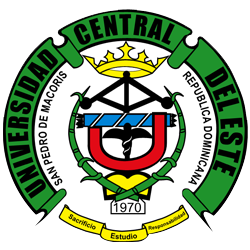 UNIVERSIDAD CENTRAL DEL ESTE
SAN PEDRO DE MACORIS
REPUBLICA DOMINICANA
1970
Sacrificio Estudio Responsabilidad